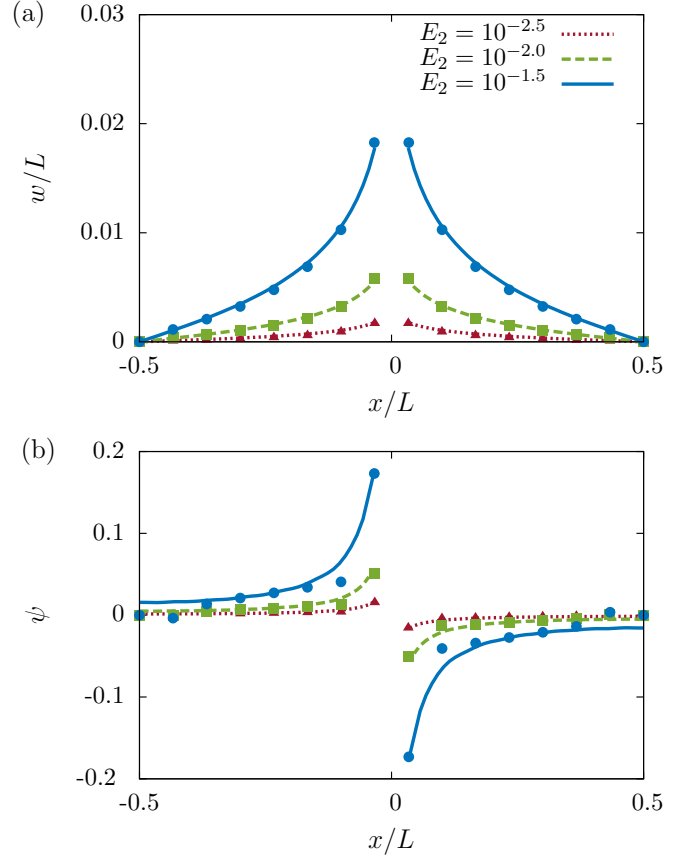 (a)
0.03
0.02
0.01
0
w/L
E₂ = 10⁻²·⁵
E₂ = 10⁻²·⁰
E₂ = 10⁻¹·⁵
-0.5
0
0.5
x/L
(b)
0.2
0.1
0
-0.1
-0.2
ψ
-0.5
0
0.5
x/L